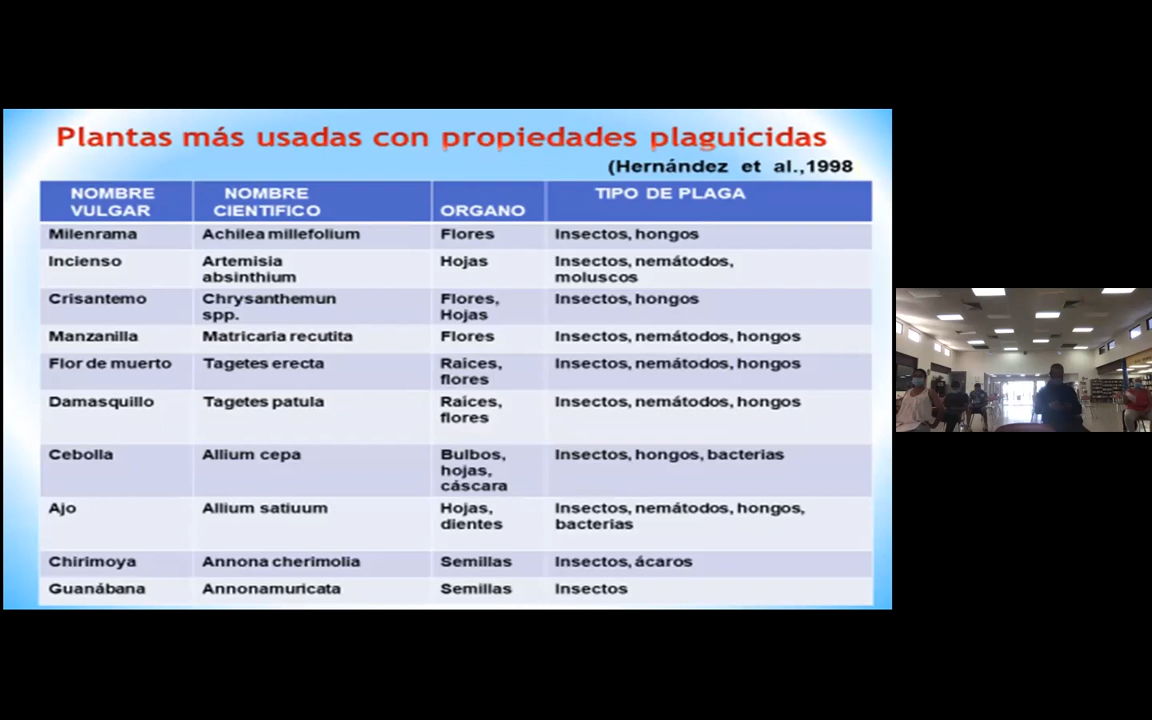 Plantas más usadas con propiedades plaguicidas
(Hernández et al.,1998
NOMBRE VULGAR NOMBRE CIENTIFICO ORGANO TIPO DE PLAGA
Milenrama Achilea millefolium Flores Insectos, hongos
Incienso Artemisia absinthium Hojas Insectos, nemátodos, moluscos
Crisantemo Chrysanthemun spp. Flores, Hojas Insectos, hongos
Manzanilla Matricaria recutita Flores Insectos, nemátodos, hongos
Flor de muerto Tagetes erecta Raíces, flores Insectos, nemátodos, hongos
Damasquillo Tagetes patula Raíces, flores Insectos, nemátodos, hongos
Cebolla Allium cepa Bulbos, hojas, cáscara Insectos, hongos, bacterias
Ajo Allium satiuum Hojas, dientes Insectos, nemátodos, hongos, bacterias
Chirimoya Annona cherimolia Semillas Insectos, ácaros
Guanábana Annonamuricata Semillas Insectos